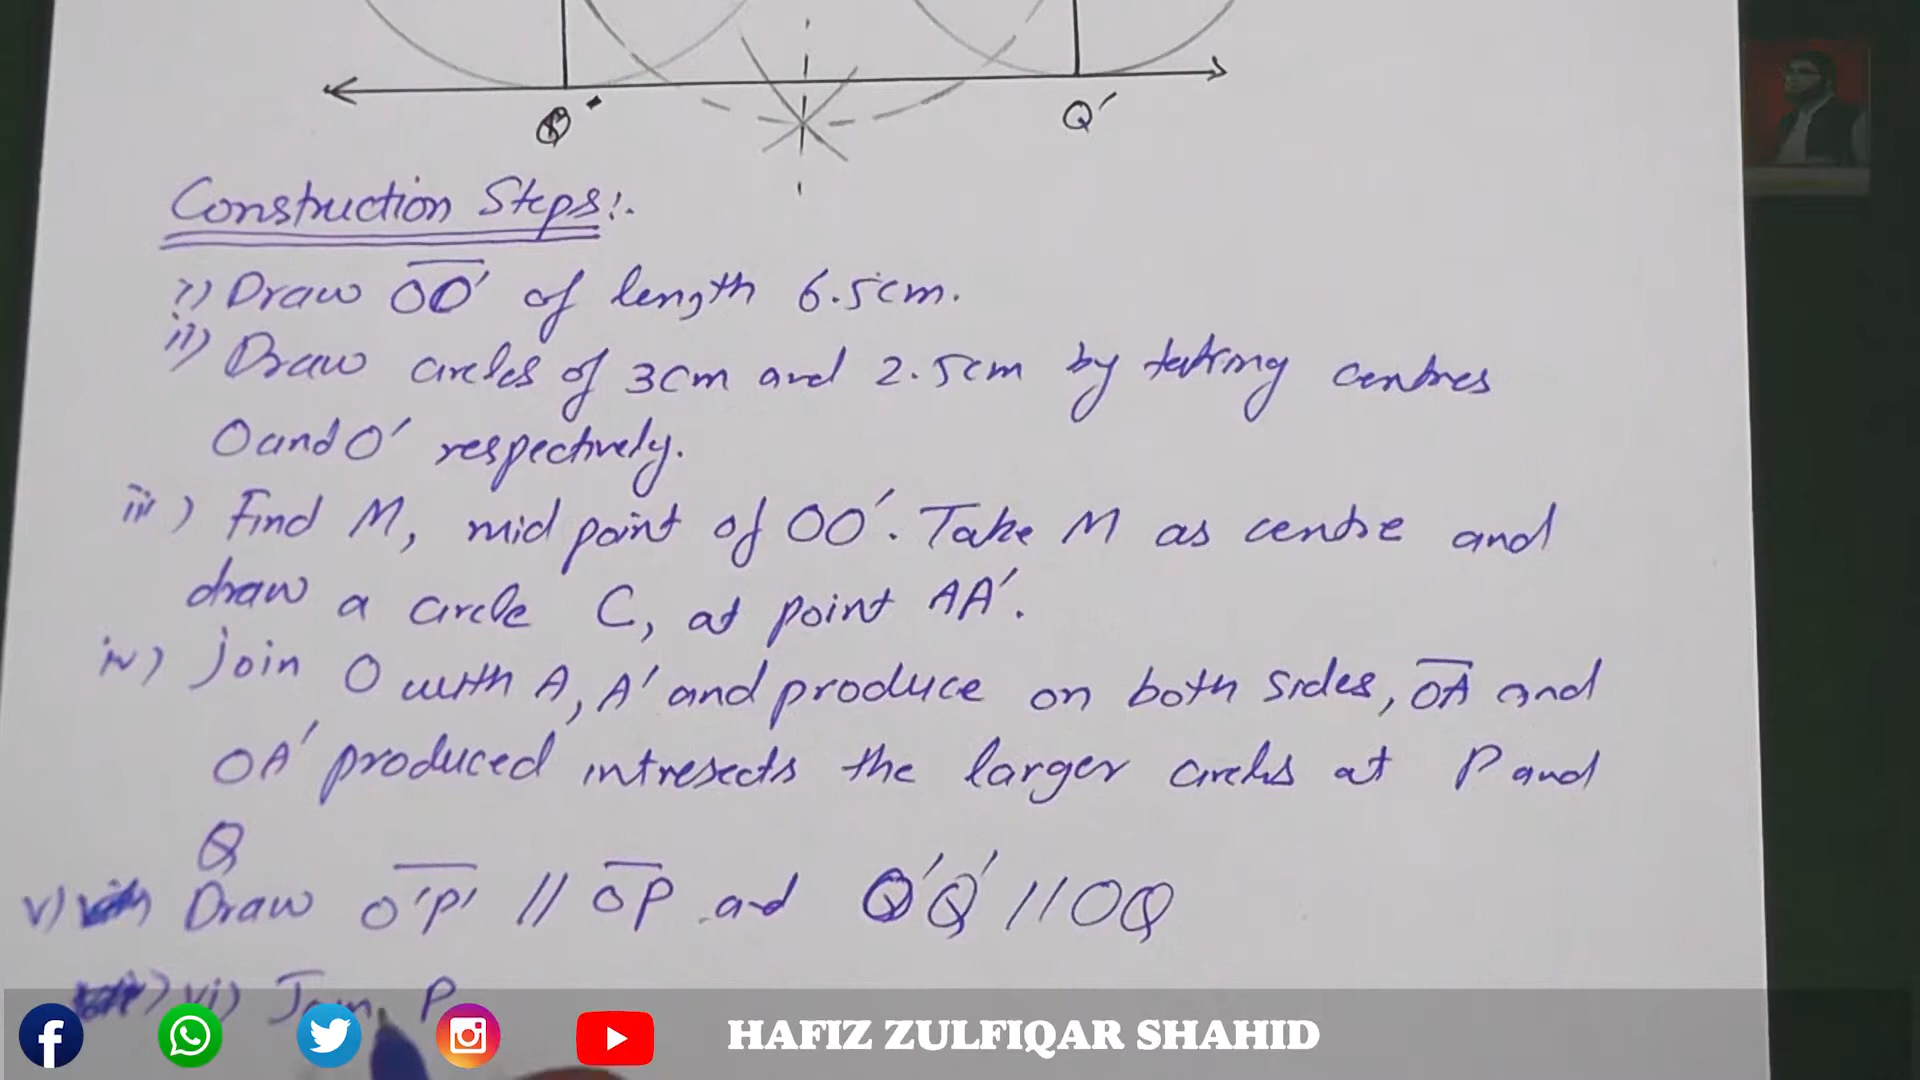 Q
Q'
Construction Steps:.
i) Draw OO' of length 6.5cm.
ii) Draw circles of 3cm and 2.5cm by taking centres
O and O' respectively.
iii) Find M, mid point of OO'. Take M as centre and
draw a circle C, at point AA'.
iv) Join O with A, A' and produce on both sides, OA and
OA' produced intresects the larger circls at P and
Q
v) Draw O'P' // OP and Q'Q' // OQ
vi) Join P
HAFIZ ZULFIQAR SHAHID